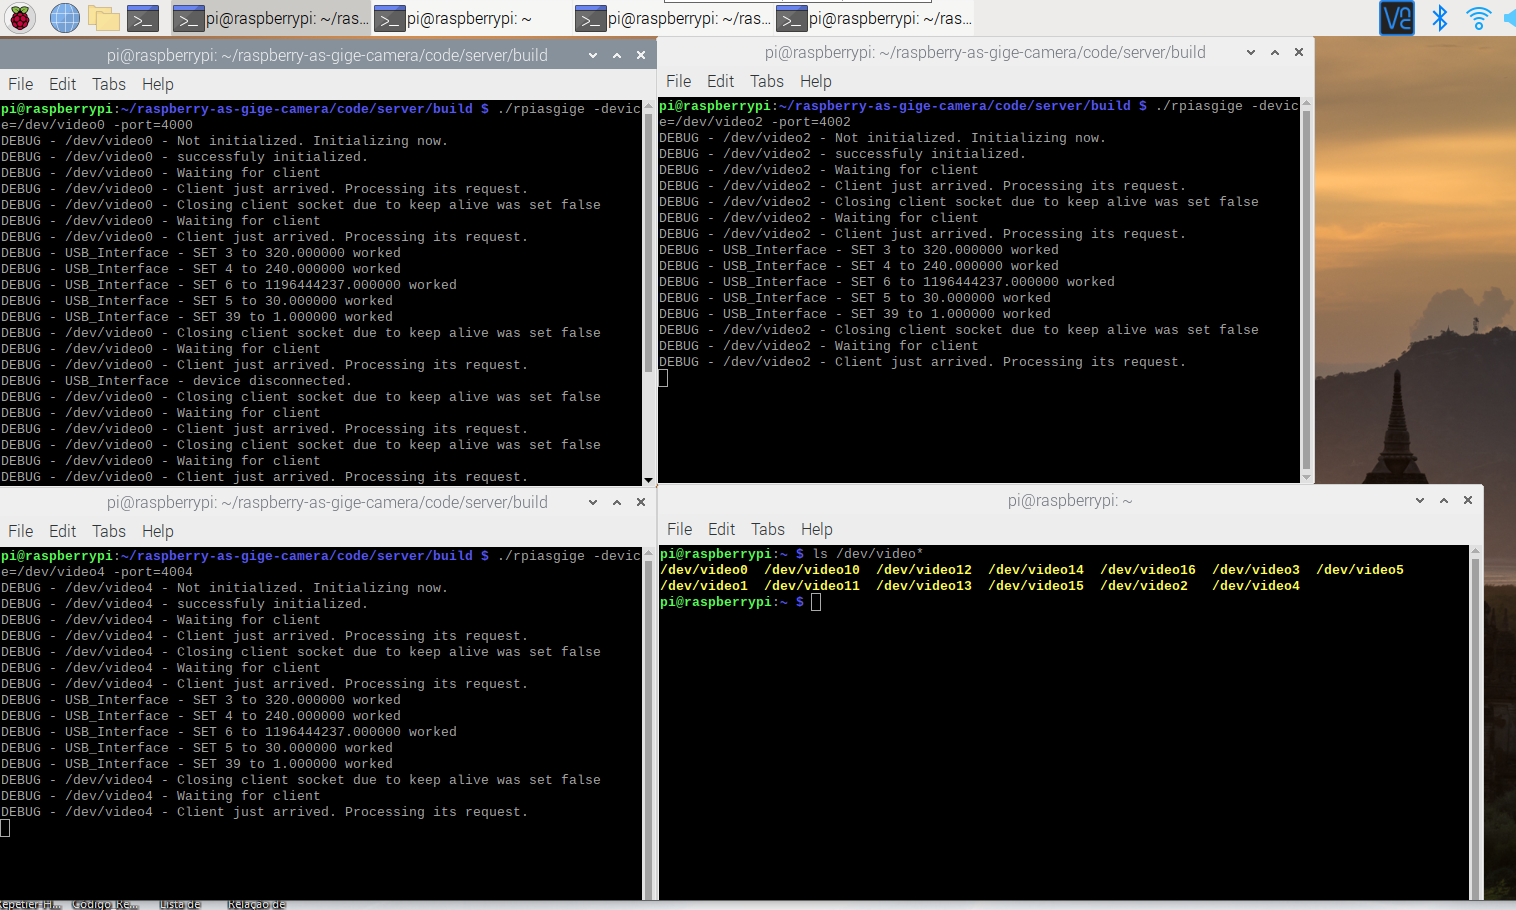 pi@raspberrypi: ~/ras...
pi@raspberrypi: ~
pi@raspberrypi: ~/ras...
pi@raspberrypi: ~/ras...
pi@raspberrypi: ~/raspberry-as-gige-camera/code/server/build
File Edit Tabs Help
pi@raspberrypi:~/raspberry-as-gige-camera/code/server/build $ ./rpiasgige -devic
e=/dev/video0 -port=4000
DEBUG - /dev/video0 - Not initialized. Initializing now.
DEBUG - /dev/video0 - successfuly initialized.
DEBUG - /dev/video0 - Waiting for client
DEBUG - /dev/video0 - Client just arrived. Processing its request.
DEBUG - /dev/video0 - Closing client socket due to keep alive was set false
DEBUG - /dev/video0 - Waiting for client
DEBUG - /dev/video0 - Client just arrived. Processing its request.
DEBUG - USB_Interface - SET 3 to 320.000000 worked
DEBUG - USB_Interface - SET 4 to 240.000000 worked
DEBUG - USB_Interface - SET 6 to 1196444237.000000 worked
DEBUG - USB_Interface - SET 5 to 30.000000 worked
DEBUG - USB_Interface - SET 39 to 1.000000 worked
DEBUG - /dev/video0 - Closing client socket due to keep alive was set false
DEBUG - /dev/video0 - Waiting for client
DEBUG - /dev/video0 - Client just arrived. Processing its request.
DEBUG - USB_Interface - device disconnected.
DEBUG - /dev/video0 - Closing client socket due to keep alive was set false
DEBUG - /dev/video0 - Waiting for client
DEBUG - /dev/video0 - Client just arrived. Processing its request.
DEBUG - /dev/video0 - Closing client socket due to keep alive was set false
DEBUG - /dev/video0 - Waiting for client
DEBUG - /dev/video0 - Client just arrived. Processing its request.
pi@raspberrypi: ~/raspberry-as-gige-camera/code/server/build
File Edit Tabs Help
pi@raspberrypi:~/raspberry-as-gige-camera/code/server/build $ ./rpiasgige -devic
e=/dev/video2 -port=4002
DEBUG - /dev/video2 - Not initialized. Initializing now.
DEBUG - /dev/video2 - successfuly initialized.
DEBUG - /dev/video2 - Waiting for client
DEBUG - /dev/video2 - Client just arrived. Processing its request.
DEBUG - /dev/video2 - Closing client socket due to keep alive was set false
DEBUG - /dev/video2 - Waiting for client
DEBUG - /dev/video2 - Client just arrived. Processing its request.
DEBUG - USB_Interface - SET 3 to 320.000000 worked
DEBUG - USB_Interface - SET 4 to 240.000000 worked
DEBUG - USB_Interface - SET 6 to 1196444237.000000 worked
DEBUG - USB_Interface - SET 5 to 30.000000 worked
DEBUG - USB_Interface - SET 39 to 1.000000 worked
DEBUG - /dev/video2 - Closing client socket due to keep alive was set false
DEBUG - /dev/video2 - Waiting for client
DEBUG - /dev/video2 - Client just arrived. Processing its request.
pi@raspberrypi: ~/raspberry-as-gige-camera/code/server/build
File Edit Tabs Help
pi@raspberrypi:~/raspberry-as-gige-camera/code/server/build $ ./rpiasgige -devic
e=/dev/video4 -port=4004
DEBUG - /dev/video4 - Not initialized. Initializing now.
DEBUG - /dev/video4 - successfuly initialized.
DEBUG - /dev/video4 - Waiting for client
DEBUG - /dev/video4 - Client just arrived. Processing its request.
DEBUG - /dev/video4 - Closing client socket due to keep alive was set false
DEBUG - /dev/video4 - Waiting for client
DEBUG - /dev/video4 - Client just arrived. Processing its request.
DEBUG - USB_Interface - SET 3 to 320.000000 worked
DEBUG - USB_Interface - SET 4 to 240.000000 worked
DEBUG - USB_Interface - SET 6 to 1196444237.000000 worked
DEBUG - USB_Interface - SET 5 to 30.000000 worked
DEBUG - USB_Interface - SET 39 to 1.000000 worked
DEBUG - /dev/video4 - Closing client socket due to keep alive was set false
DEBUG - /dev/video4 - Waiting for client
DEBUG - /dev/video4 - Client just arrived. Processing its request.
pi@raspberrypi: ~
File Edit Tabs Help
pi@raspberrypi:~ $ ls /dev/video*
/dev/video0 /dev/video10 /dev/video12 /dev/video14 /dev/video16 /dev/video3 /dev/video5
/dev/video1 /dev/video11 /dev/video13 /dev/video15 /dev/video2 /dev/video4
pi@raspberrypi:~ $
Repetier-H... Código_Re... Lista de Relação de